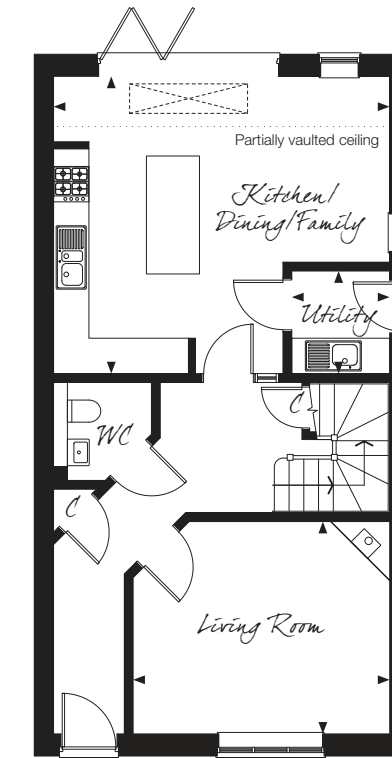 Partially vaulted ceiling
Kitchen/
Dining/Family
Utility
C
WC
C
Living Room